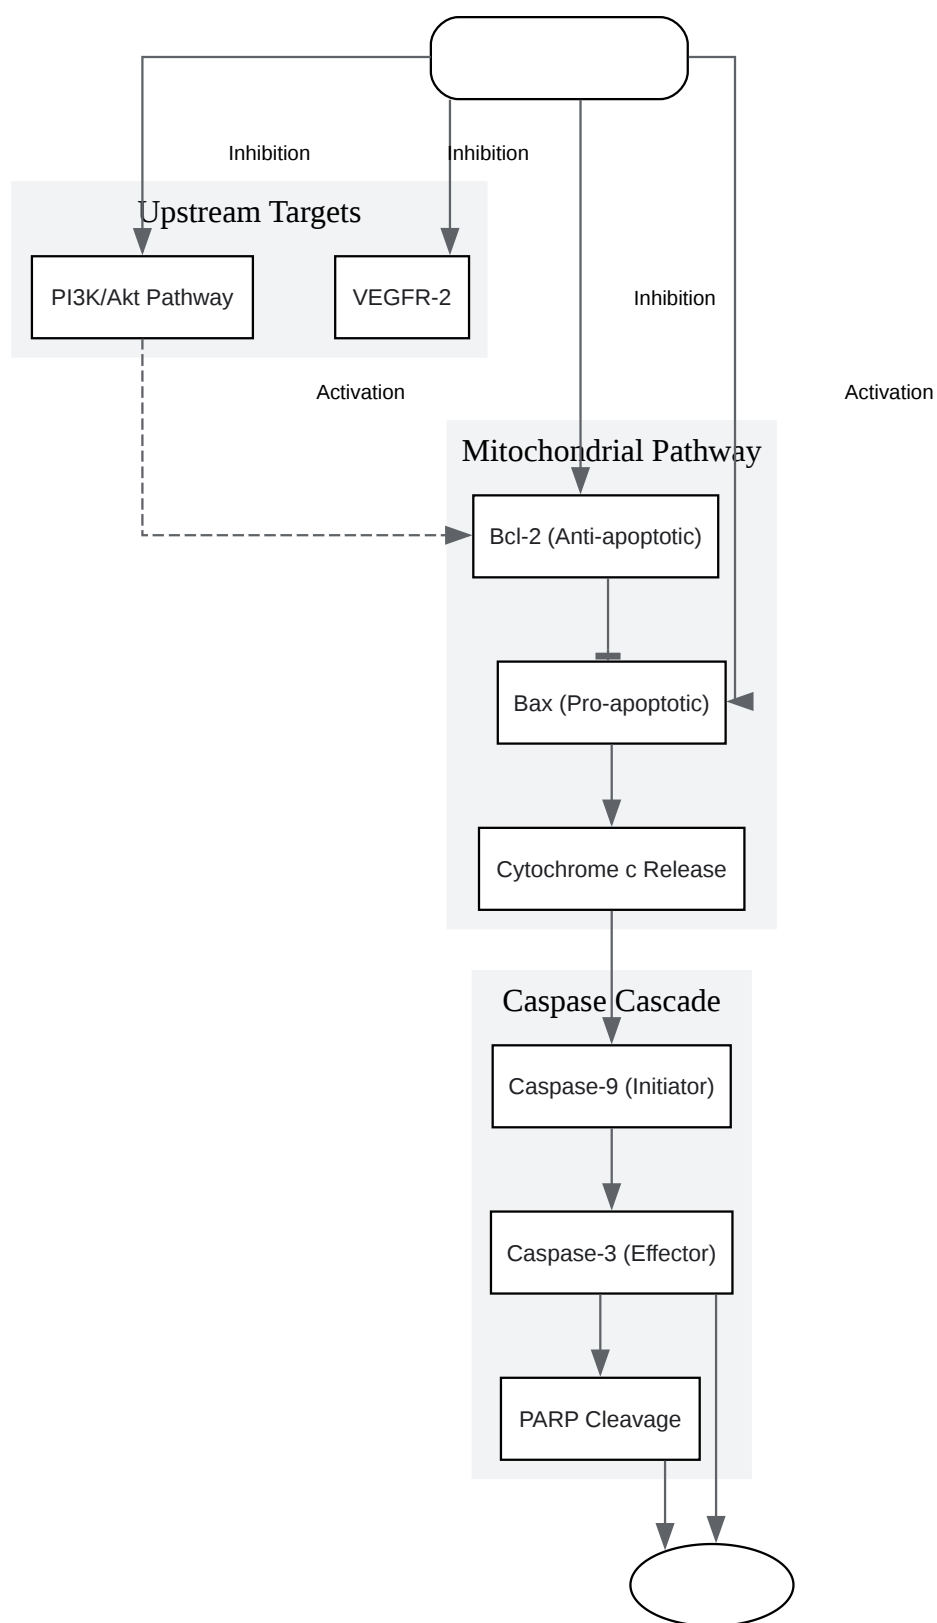 Inhibition
Inhibition
Upstream Targets
PI3K/Akt Pathway
VEGFR-2
Inhibition
Activation
Activation
Mitochondrial Pathway
Bcl-2 (Anti-apoptotic)
Bax (Pro-apoptotic)
Cytochrome c Release
Caspase Cascade
Caspase-9 (Initiator)
Caspase-3 (Effector)
PARP Cleavage